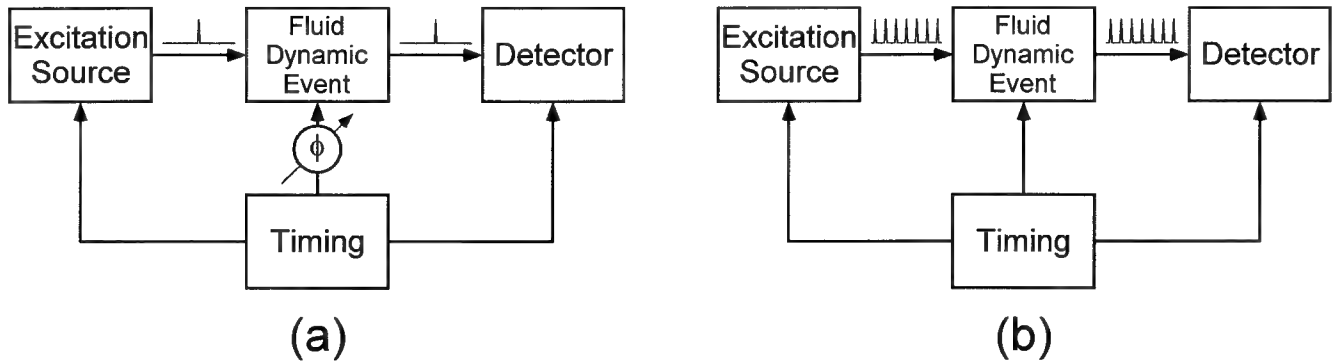 Excitation
Source
Fluid
Dynamic
Event
Detector
ϕ
Timing
(a)
Excitation
Source
Fluid
Dynamic
Event
Detector
Timing
(b)